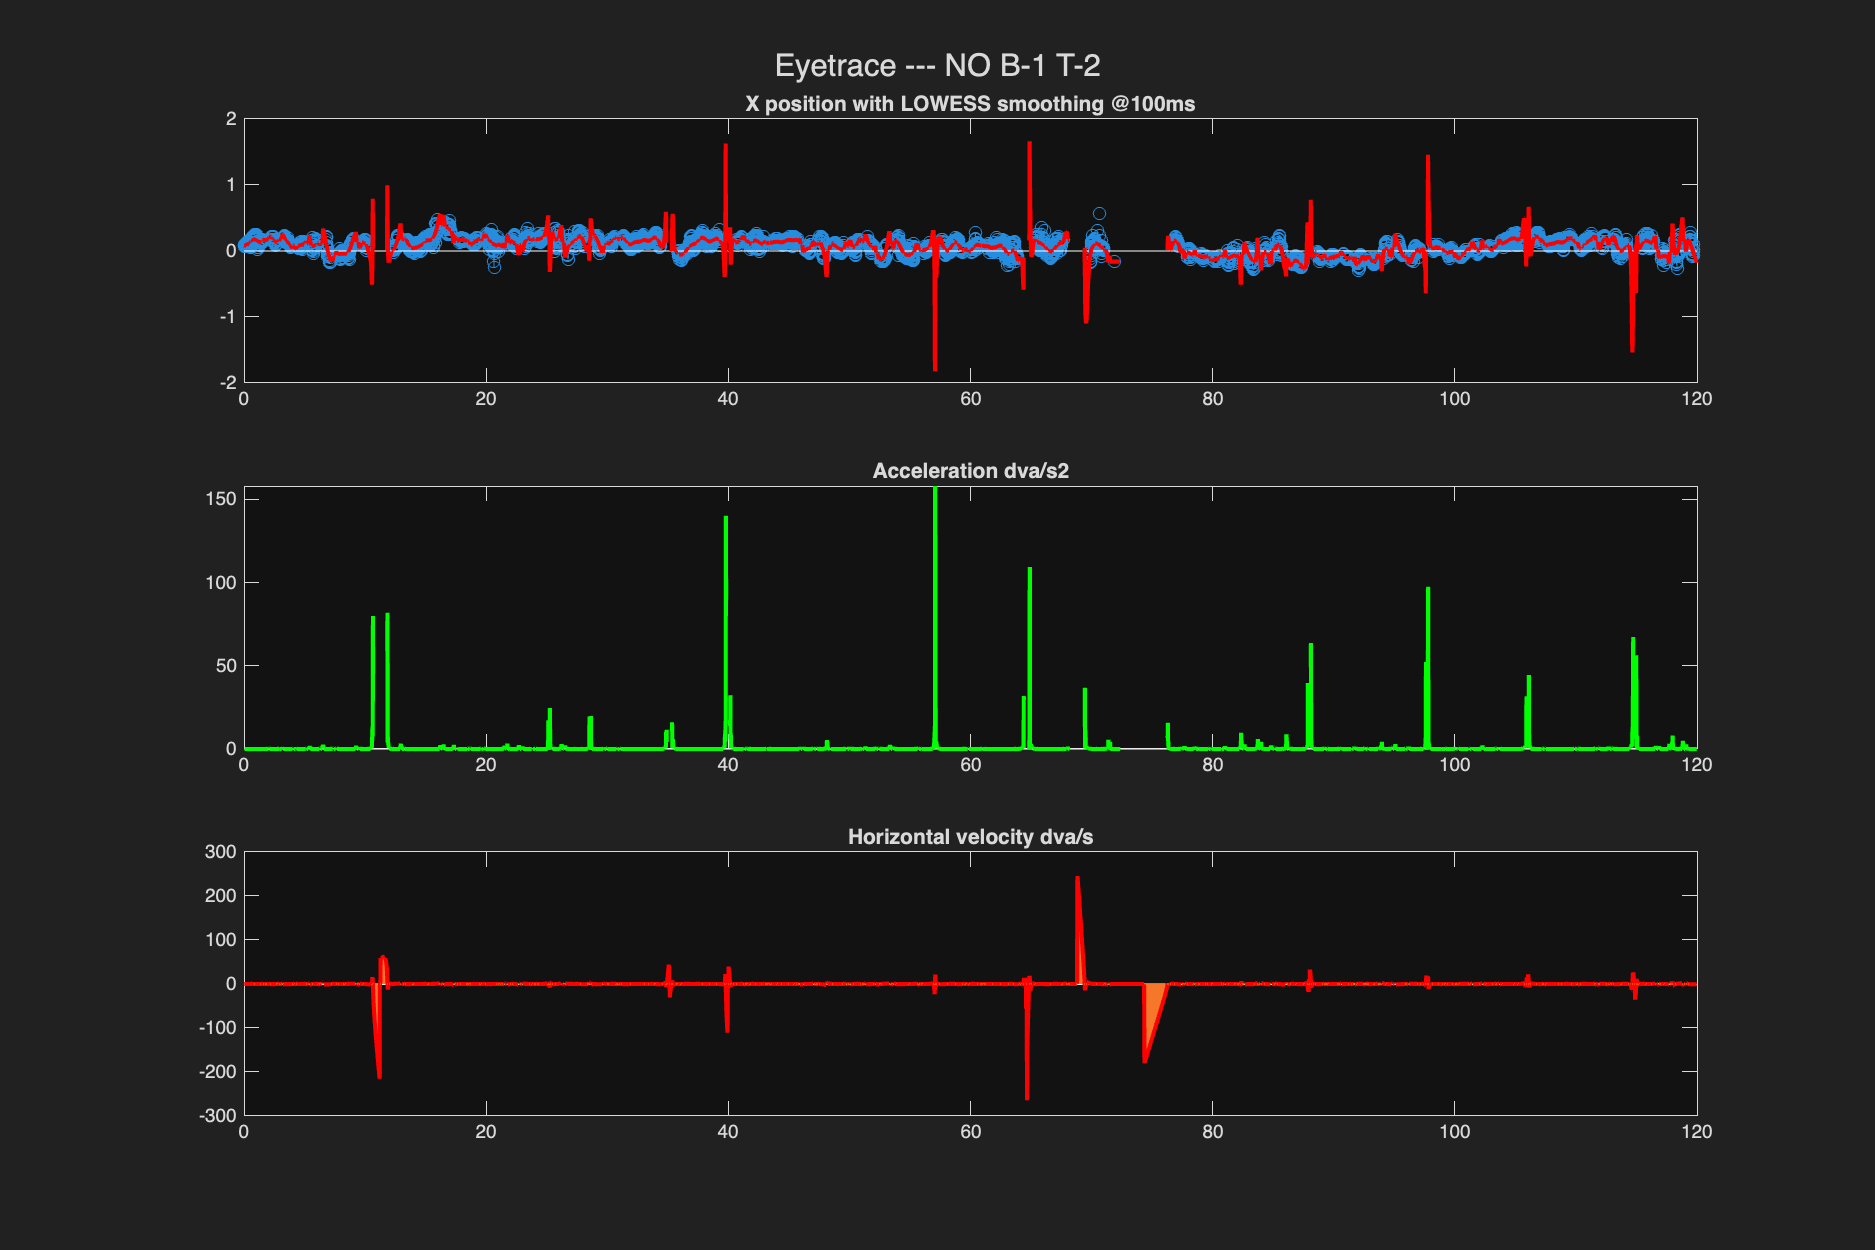 Eyetrace --- NO B-1 T-2
X position with LOWESS smoothing @100ms
2
1
0
-1
-2
0 20 40 60 80 100 120
Acceleration dva/s2
150
100
50
0
0 20 40 60 80 100 120
Horizontal velocity dva/s
300
200
100
0
-100
-200
-300
0 20 40 60 80 100 120